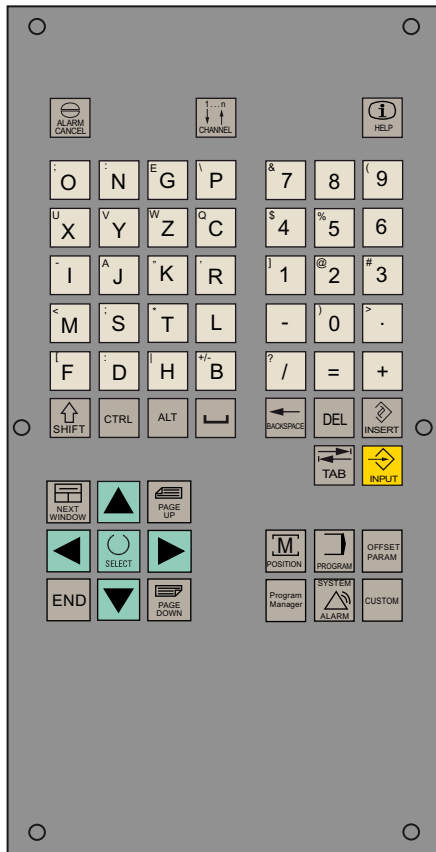 ALARM
CANCEL
1...n
CHANNEL
i
HELP
; O : N E G \ P & 7 8 ( 9
U X V Y W Z Q C $ 4 % 5 6
- I A J " K ' R ] 1 @ 2 # 3
< M ; S * T L - ) 0 > .
[ F : D | H +/- B ? / = +
SHIFT CTRL ALT BACKSPACE DEL INSERT
TAB INPUT
NEXT
WINDOW
PAGE
UP
SELECT
END
PAGE
DOWN
M
POSITION
PROGRAM
OFFSET
PARAM
Program
Manager
SYSTEM
ALARM
CUSTOM